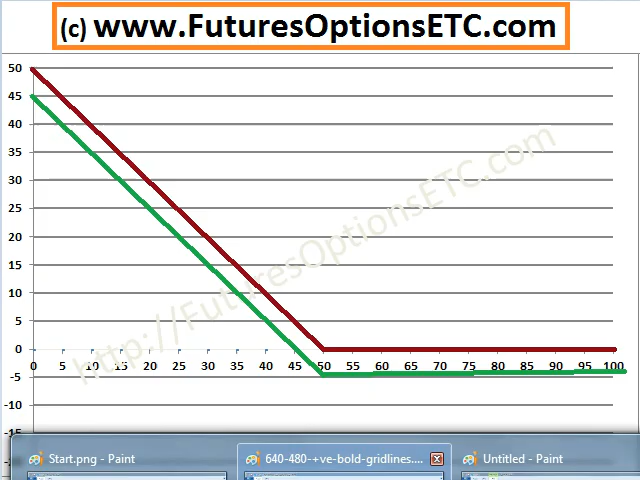 (c) www.FuturesOptionsETC.com
50
45
40
35
30
25
20
15
10
5
0
0 5 10 15 20 25 30 35 40 45 50 55 60 65 70 75 80 85 90 95 100
-5
-10
-15
http://FuturesOptionsETC.com
Start.png - Paint
640-480-+ve-bold-gridlines....
Untitled - Paint